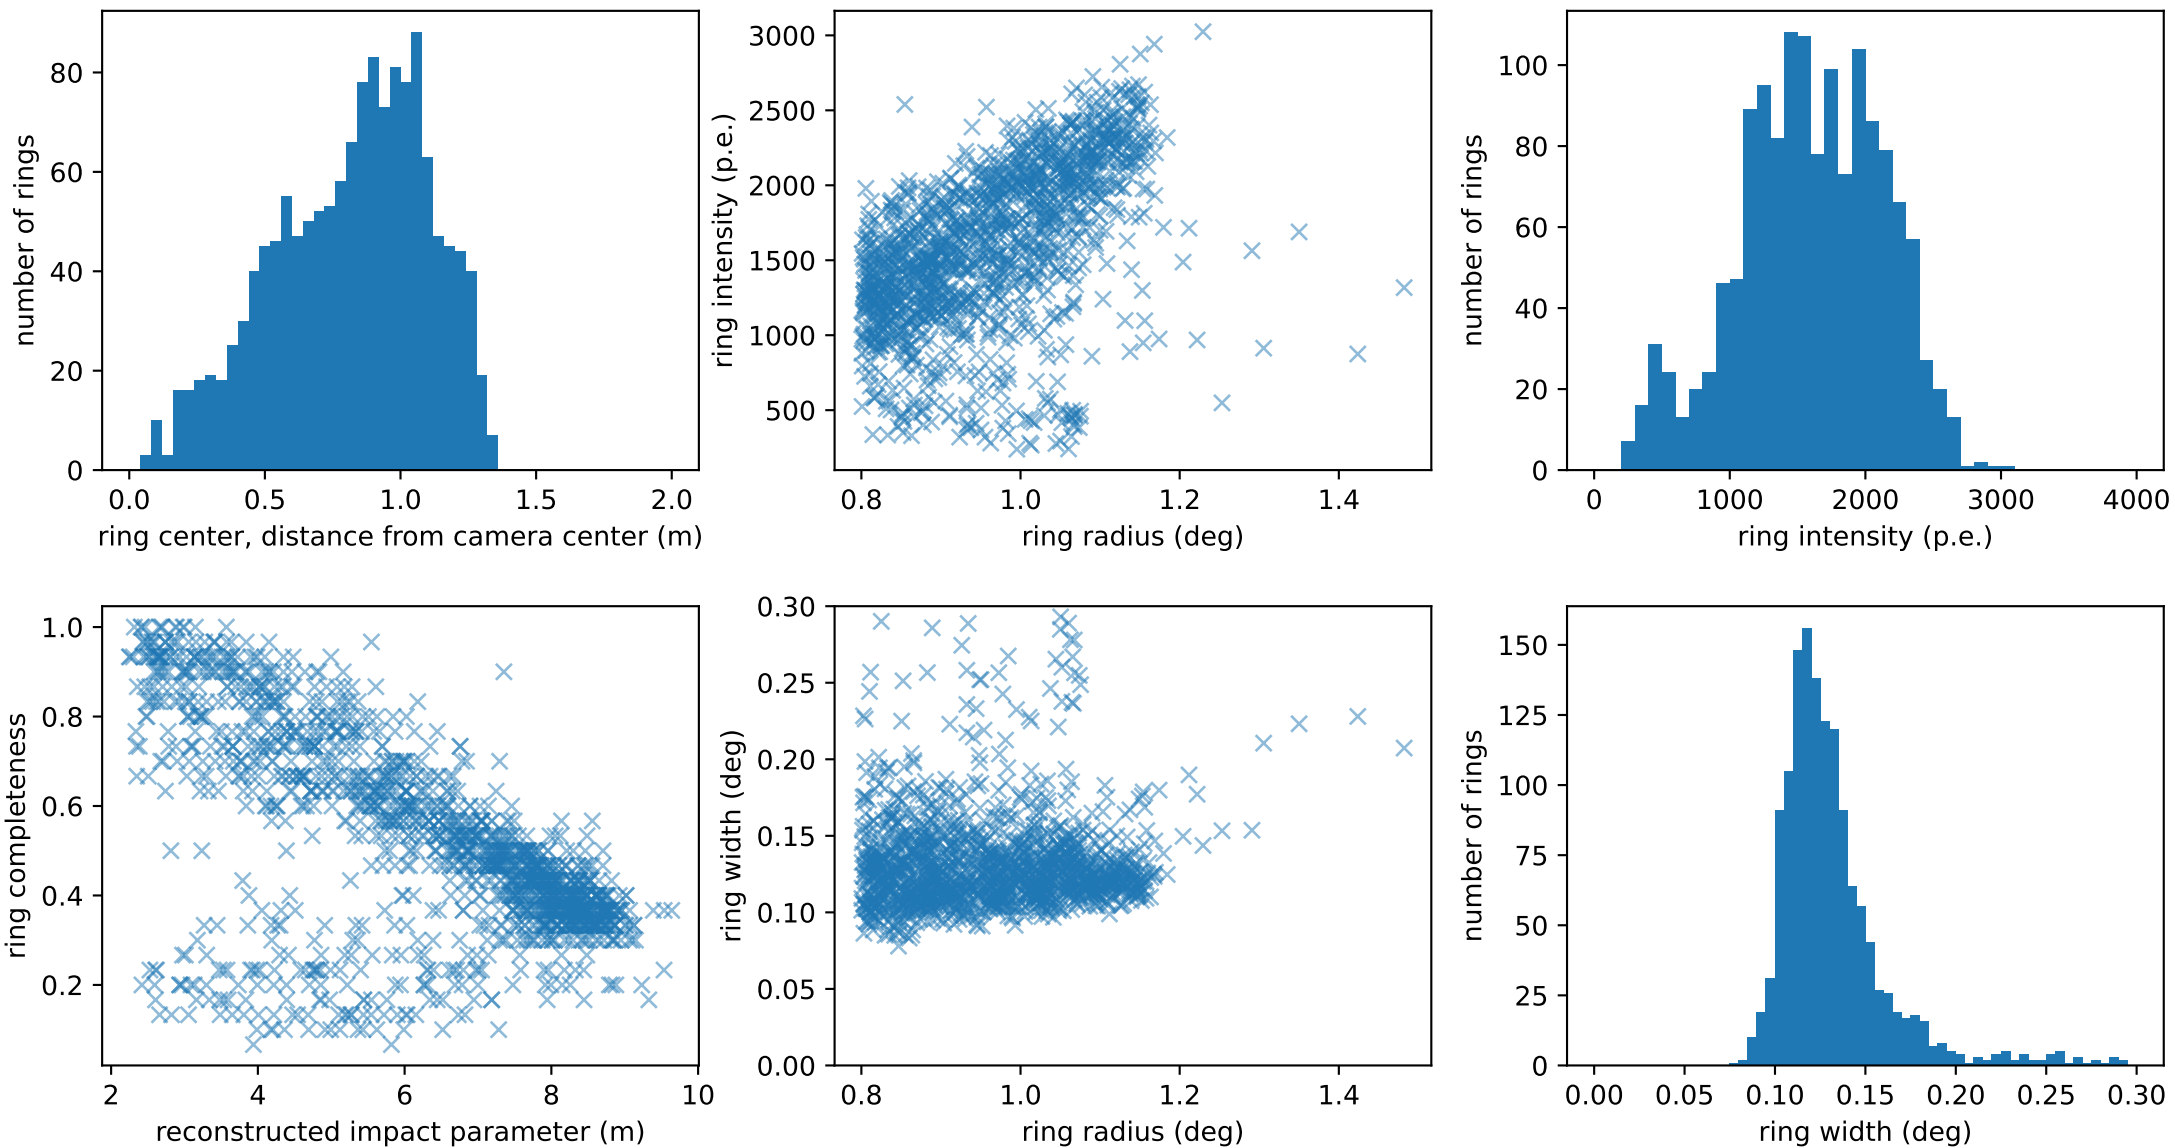 80
60
40
20
0
number of rings
0.0 0.5 1.0 1.5 2.0
ring center, distance from camera center (m)
3000
2500
2000
1500
1000
500
ring intensity (p.e.)
0.8 1.0 1.2 1.4
ring radius (deg)
100
80
60
40
20
0
number of rings
0 1000 2000 3000 4000
ring intensity (p.e.)
1.0
0.8
0.6
0.4
0.2
ring completeness
2 4 6 8 10
reconstructed impact parameter (m)
0.30
0.25
0.20
0.15
0.10
0.05
0.00
ring width (deg)
0.8 1.0 1.2 1.4
ring radius (deg)
150
125
100
75
50
25
0
number of rings
0.00 0.05 0.10 0.15 0.20 0.25 0.30
ring width (deg)